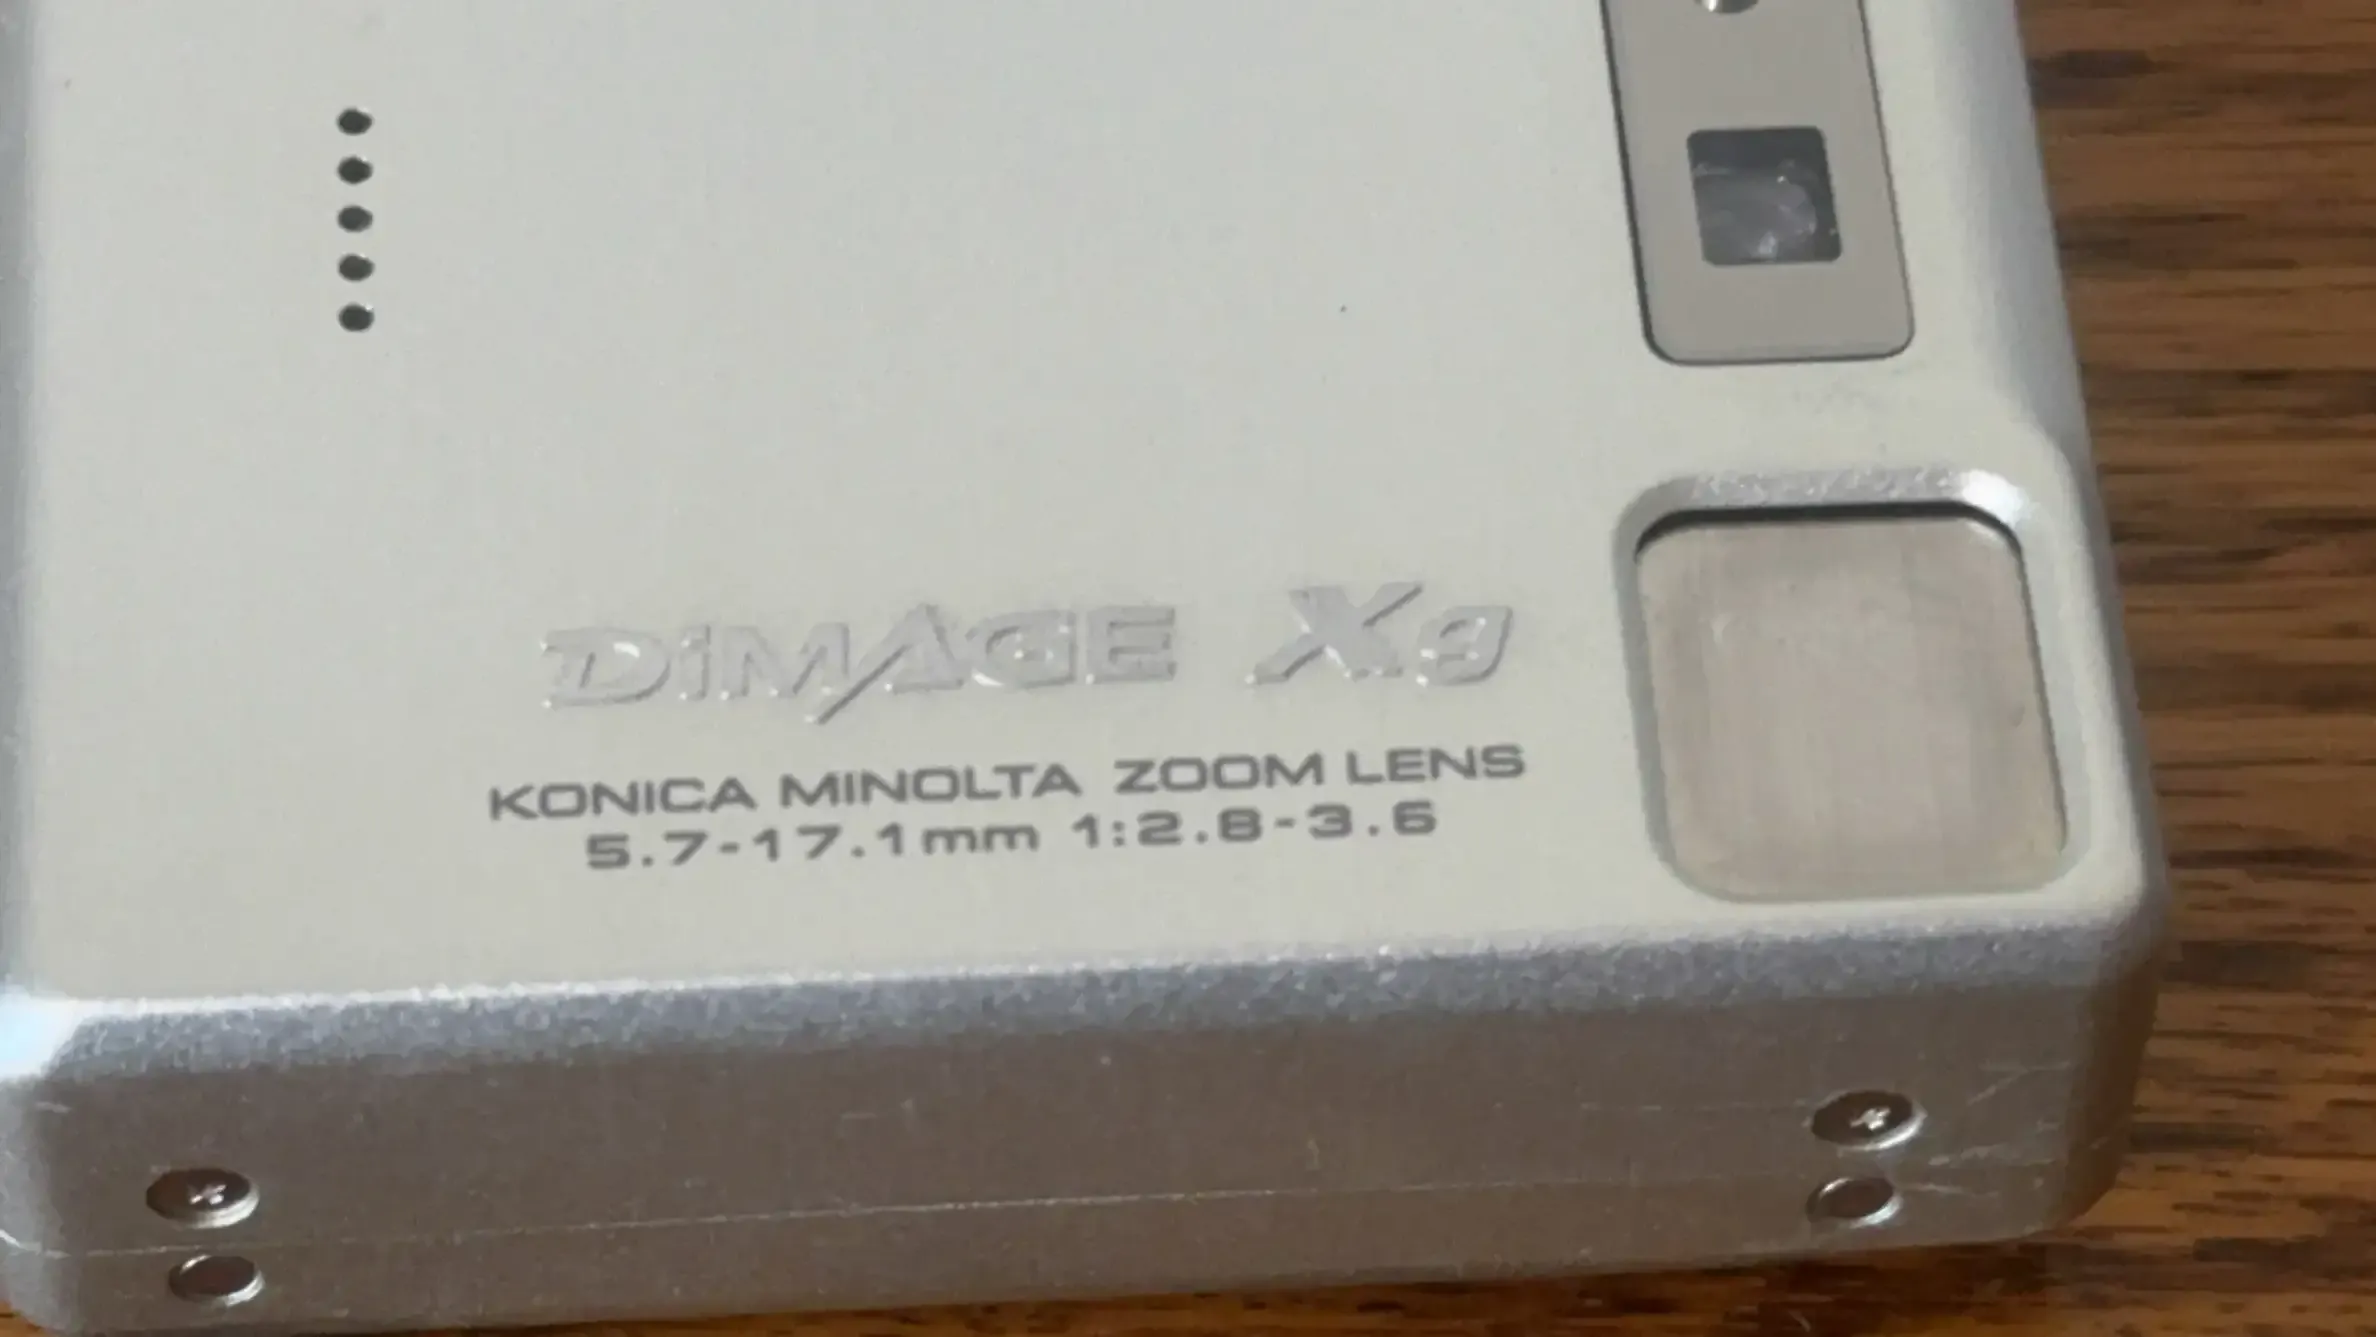 DiMAGE Xg
KONICA MINOLTA ZOOM LENS
5.7-17.1mm 1:2.8-3.6